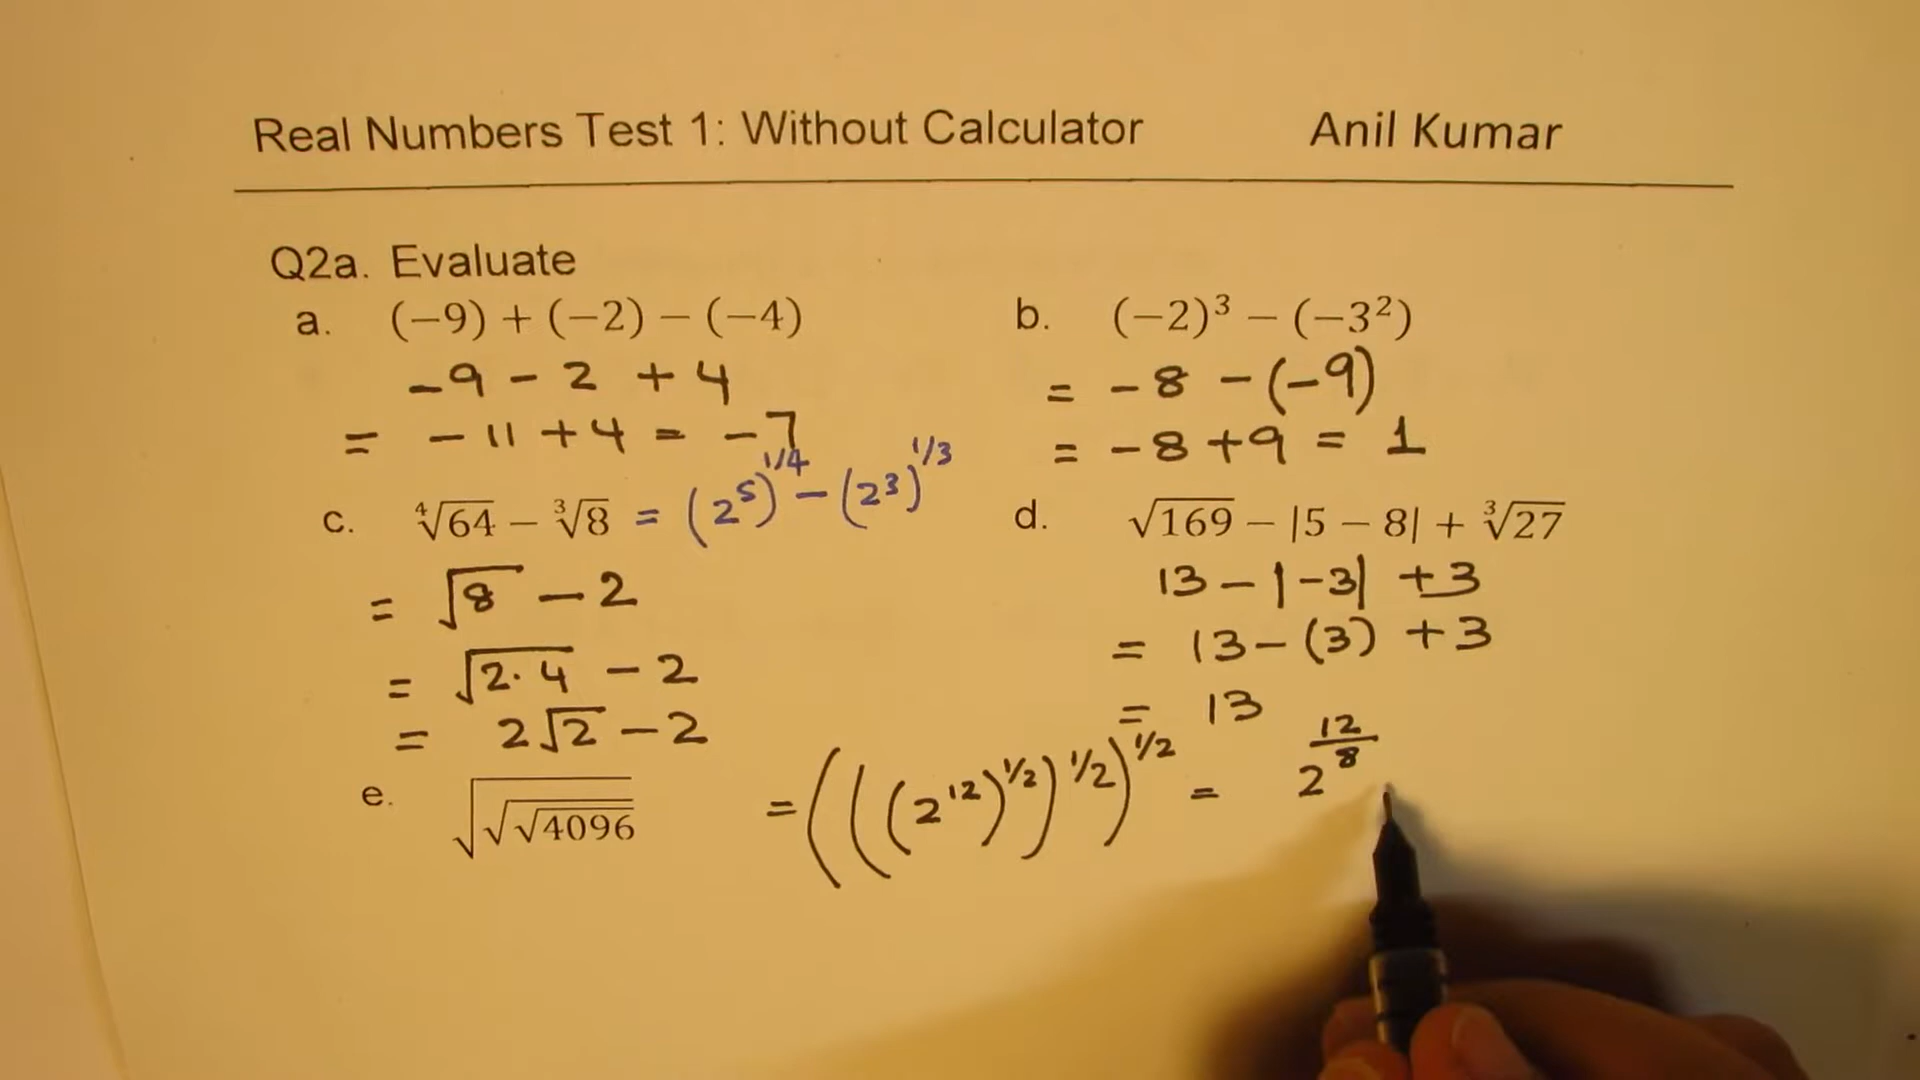 Real Numbers Test 1: Without Calculator Anil Kumar
Q2a. Evaluate
a. (−9) + (−2) − (−4)
−9 − 2 + 4
= −11 + 4 = −7
b. (−2)³ − (−3²)
= −8 − (−9)
= −8 + 9 = 1
c. ∜64 − ∛8 = (2⁵)^1/4 − (2³)^1/3
= √8 − 2
= √2·4 − 2
= 2√2 − 2
d. √169 − |5 − 8| + ∛27
13 − |−3| + 3
= 13 − (3) + 3
= 13
e. √√√4096 = (((2¹²)^1/2)^1/2)^1/2 = 2^12/8